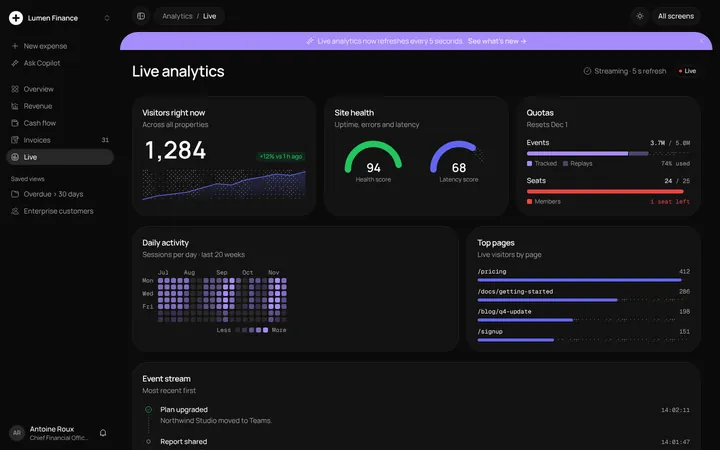 Lumen Finance
New expense
Ask Copilot
Overview
Revenue
Cash flow
Invoices 31
Live
Saved views
Overdue > 30 days
Enterprise customers
AR
Antoine Roux
Chief Financial Offic...
Analytics / Live
All screens
Live analytics now refreshes every 5 seconds. See what's new →
Live analytics
Streaming · 5 s refresh
Live
Visitors right now
Across all properties
1,284
+12% vs 1 h ago
Site health
Uptime, errors and latency
94
Health score
68
Latency score
Quotas
Resets Dec 1
Events 3.7M / 5.0M
Tracked Replays 74% used
Seats 24 / 25
Members 1 seat left
Daily activity
Sessions per day · last 20 weeks
Jul Aug Sep Oct Nov
Mon
Wed
Fri
Less More
Top pages
Live visitors by page
/pricing 412
/docs/getting-started 286
/blog/q4-update 198
/signup 151
Event stream
Most recent first
Plan upgraded 14:02:11
Northwind Studio moved to Teams.
Report shared 14:01:47